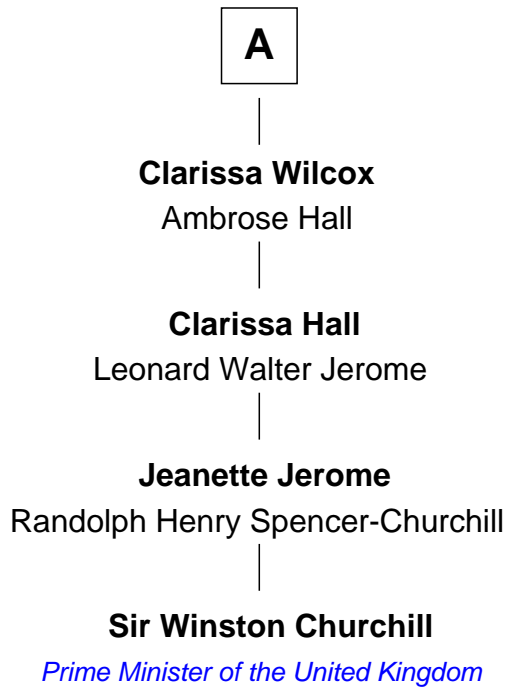 A
Clarissa Wilcox
Ambrose Hall
Clarissa Hall
Leonard Walter Jerome
Jeanette Jerome
Randolph Henry Spencer-Churchill
Sir Winston Churchill
Prime Minister of the United Kingdom